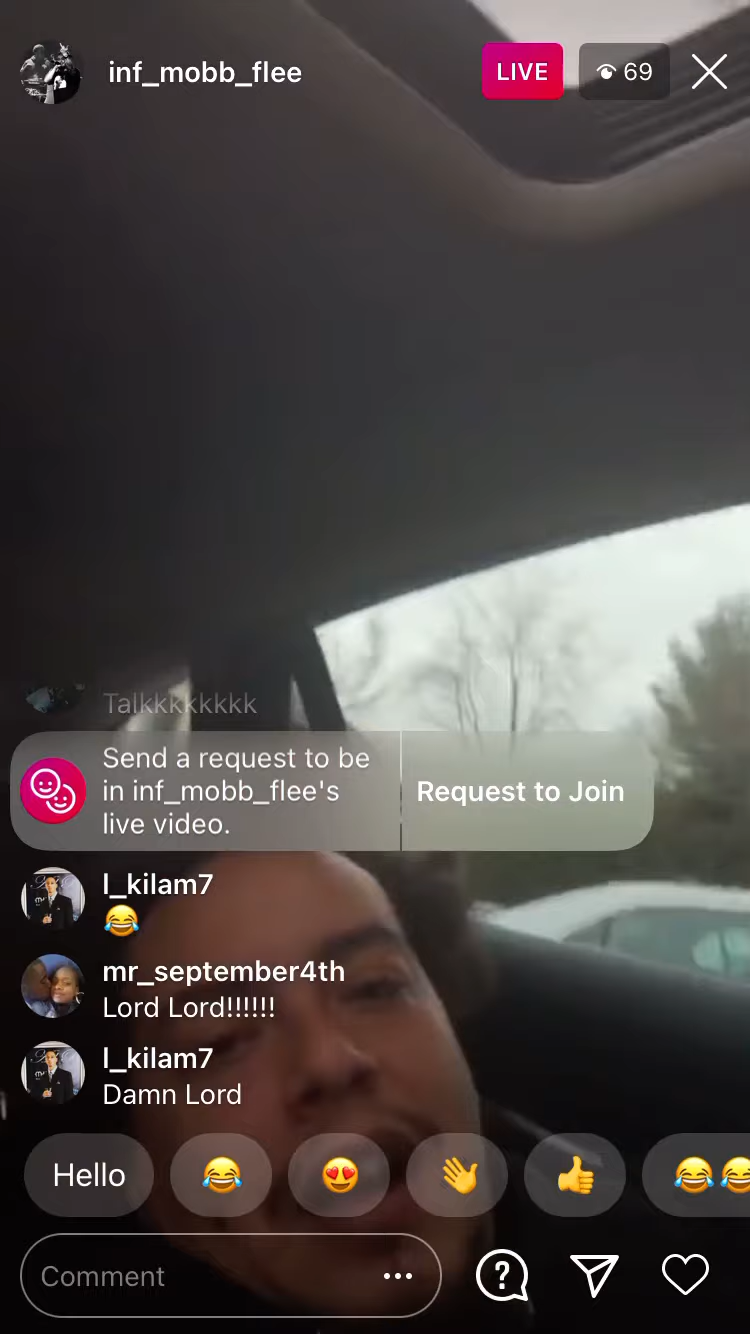 inf_mobb_flee
LIVE
69
Talkkkkkkkk
Send a request to be
in inf_mobb_flee's
live video.
Request to Join
l_kilam7
😂
mr_september4th
Lord Lord!!!!!!
l_kilam7
Damn Lord
Hello 😂 😍 👋 👍 😂😂
Comment